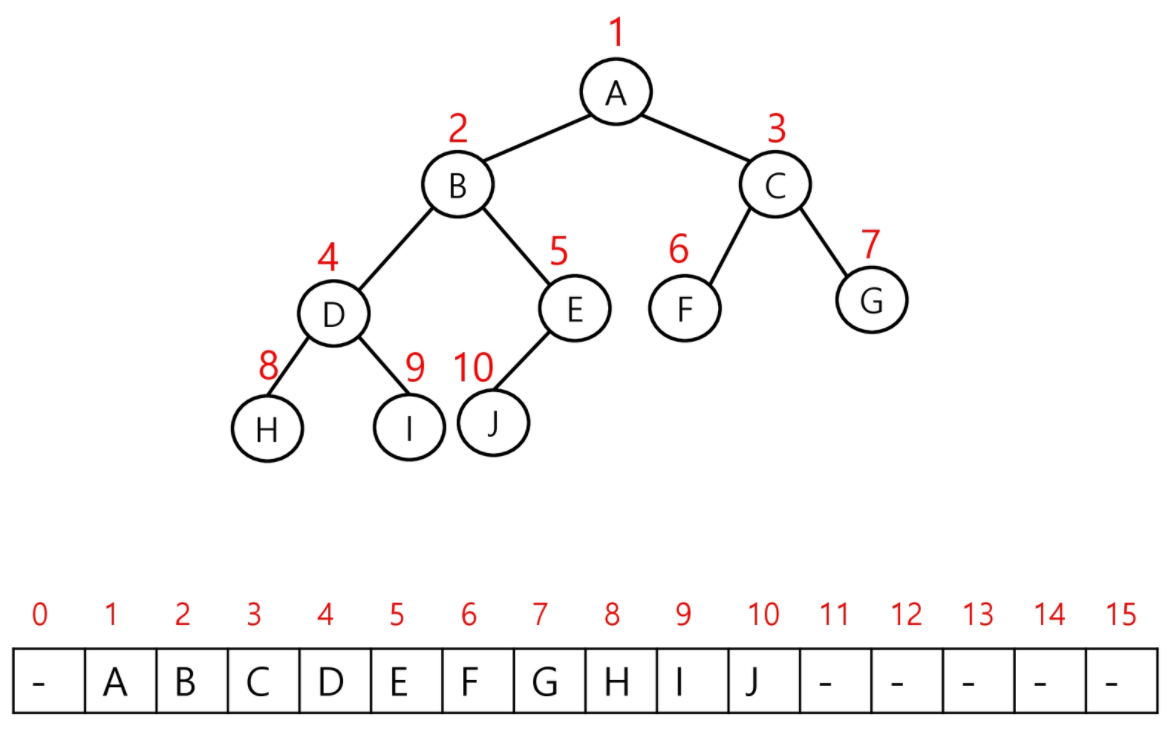 1
A
2 3
B C
4 5 6 7
D E F G
8 9 10
H I J
0 1 2 3 4 5 6 7 8 9 10 11 12 13 14 15
- A B C D E F G H I J - - - - -